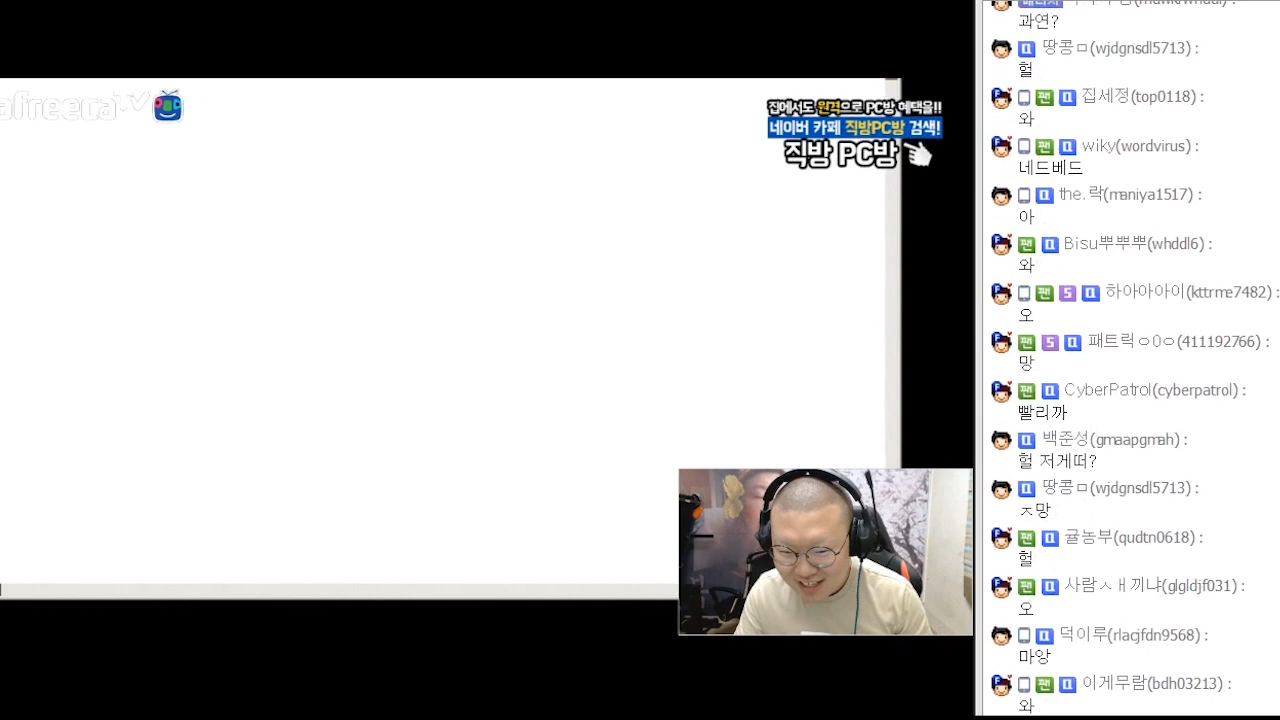 afreecaTV
집에서도 원격으로 PC방 혜택을!!
네이버 카페 직방PC방 검색!
직방 PC방
과연?
땅콩ㅁ(wjdgnsdl5713) :
헐
집세정(top0118) :
와
wiky(wordvirus) :
네드베드
the.락(maniya1517) :
아
Bisu뿌뿌뿌(whddl6) :
와
하아아아이(kttrme7482) :
오
패트릭ㅇ0ㅇ(411192766) :
망
CyberPatrol(cyberpatrol) :
빨리까
백준성(gmaapgmah) :
헐 저게떠?
땅콩ㅁ(wjdgnsdl5713) :
ㅈ망
귤농부(qudtn0618) :
헐
사람ㅅㅐ끼냐(glgldjf031) :
오
덕이루(rlacjfdn9568) :
마앙
이게무람(bdh03213) :
와